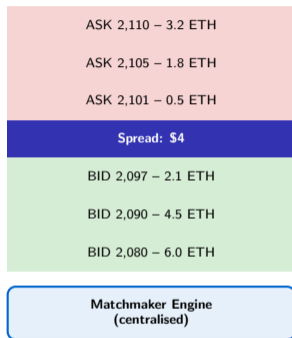 ASK 2,110 – 3.2 ETH
ASK 2,105 – 1.8 ETH
ASK 2,101 – 0.5 ETH
Spread: $4
BID 2,097 – 2.1 ETH
BID 2,090 – 4.5 ETH
BID 2,080 – 6.0 ETH
Matchmaker Engine
(centralised)